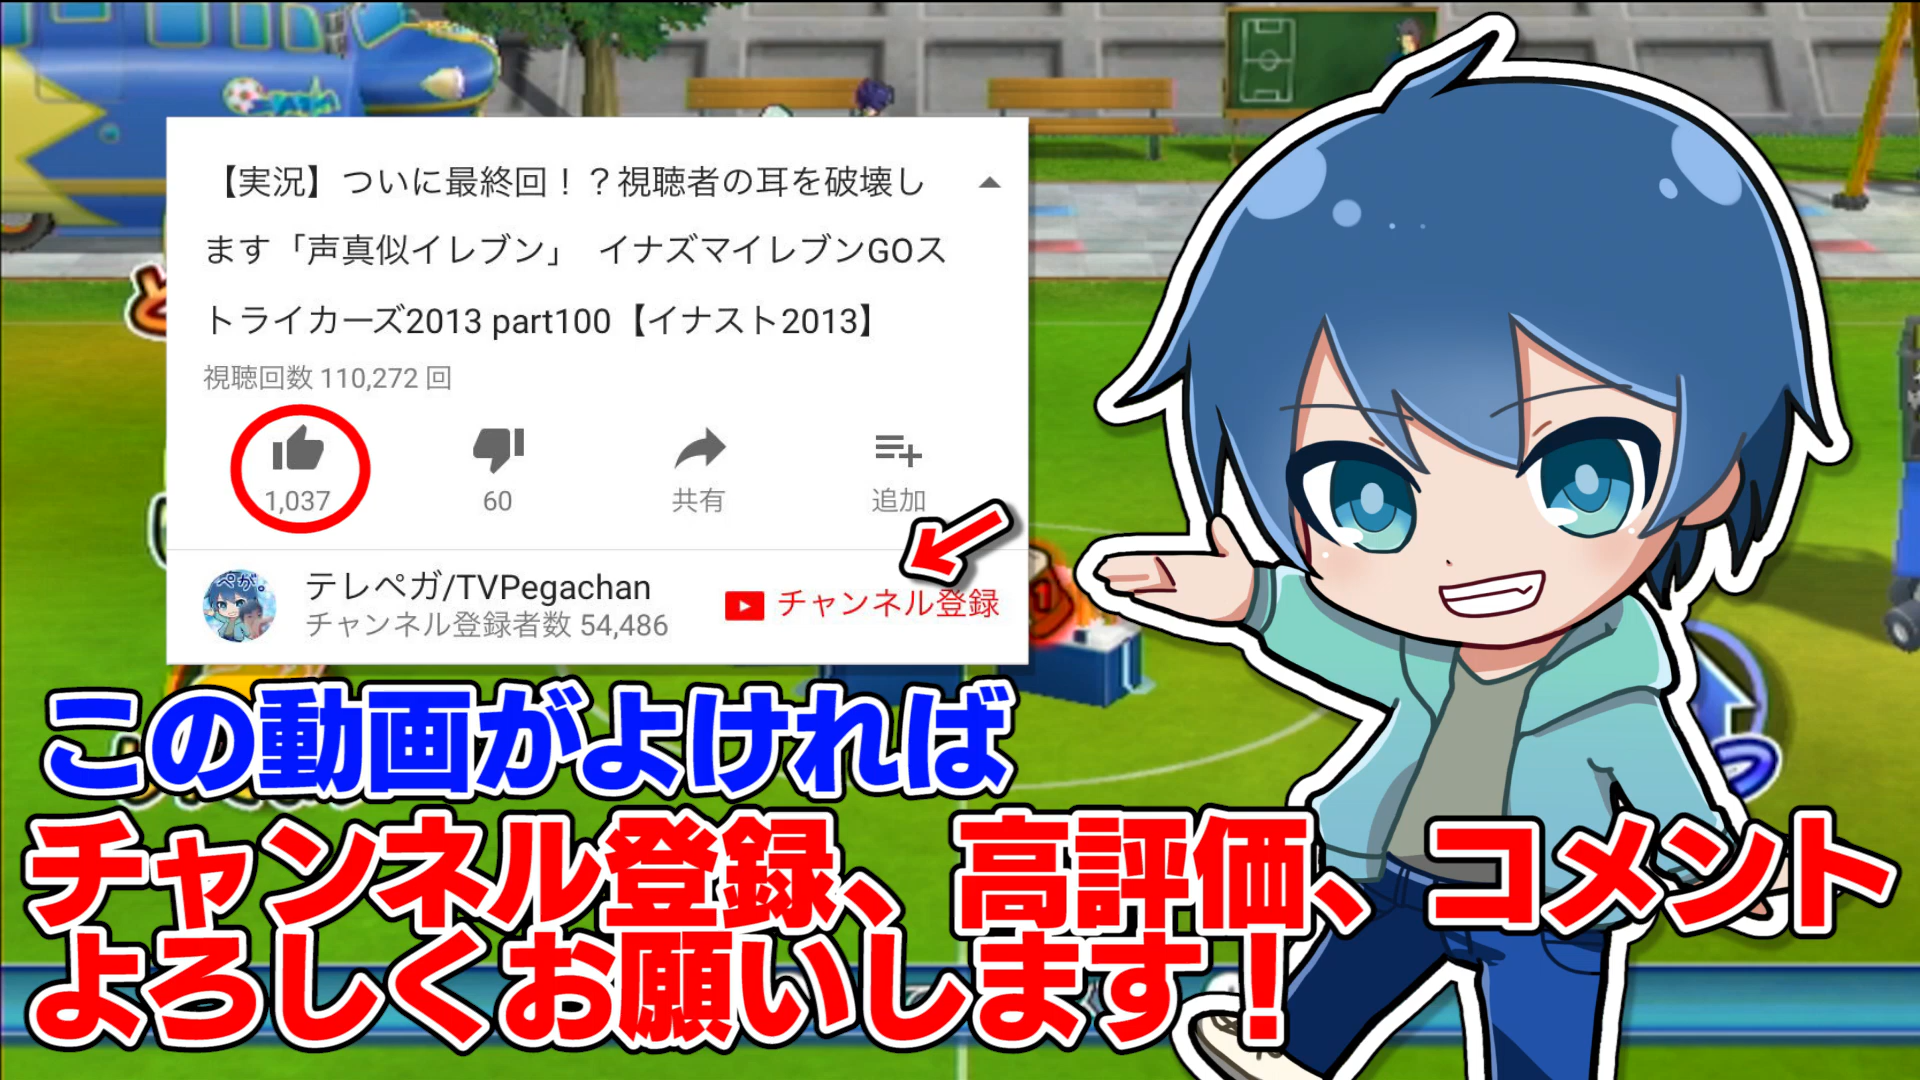 【実況】ついに最終回！？視聴者の耳を破壊し
ます「声真似イレブン」 イナズマイレブンGOス
トライカーズ2013 part100【イナスト2013】
視聴回数 110,272 回
1,037
60
共有
追加
ぺが。
テレペガ/TVPegachan
チャンネル登録者数 54,486
チャンネル登録
この動画がよければ
チャンネル登録、高評価、コメント
よろしくお願いします！